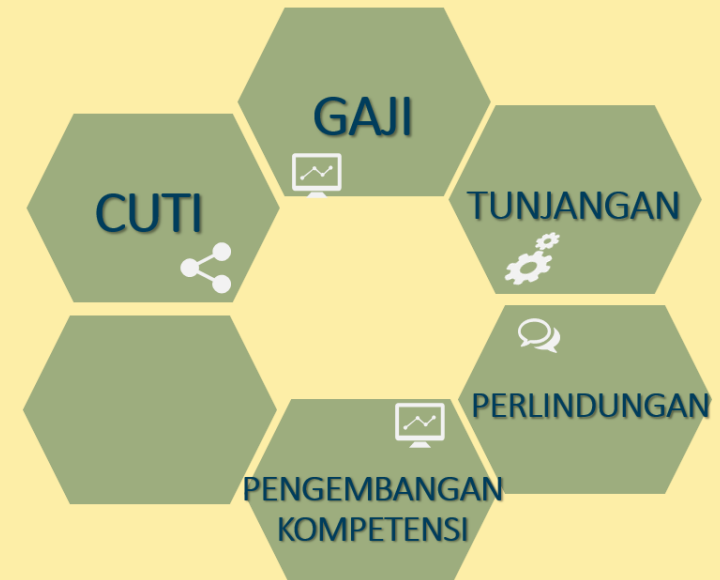 GAJI
CUTI
TUNJANGAN
PERLINDUNGAN
PENGEMBANGAN
KOMPETENSI